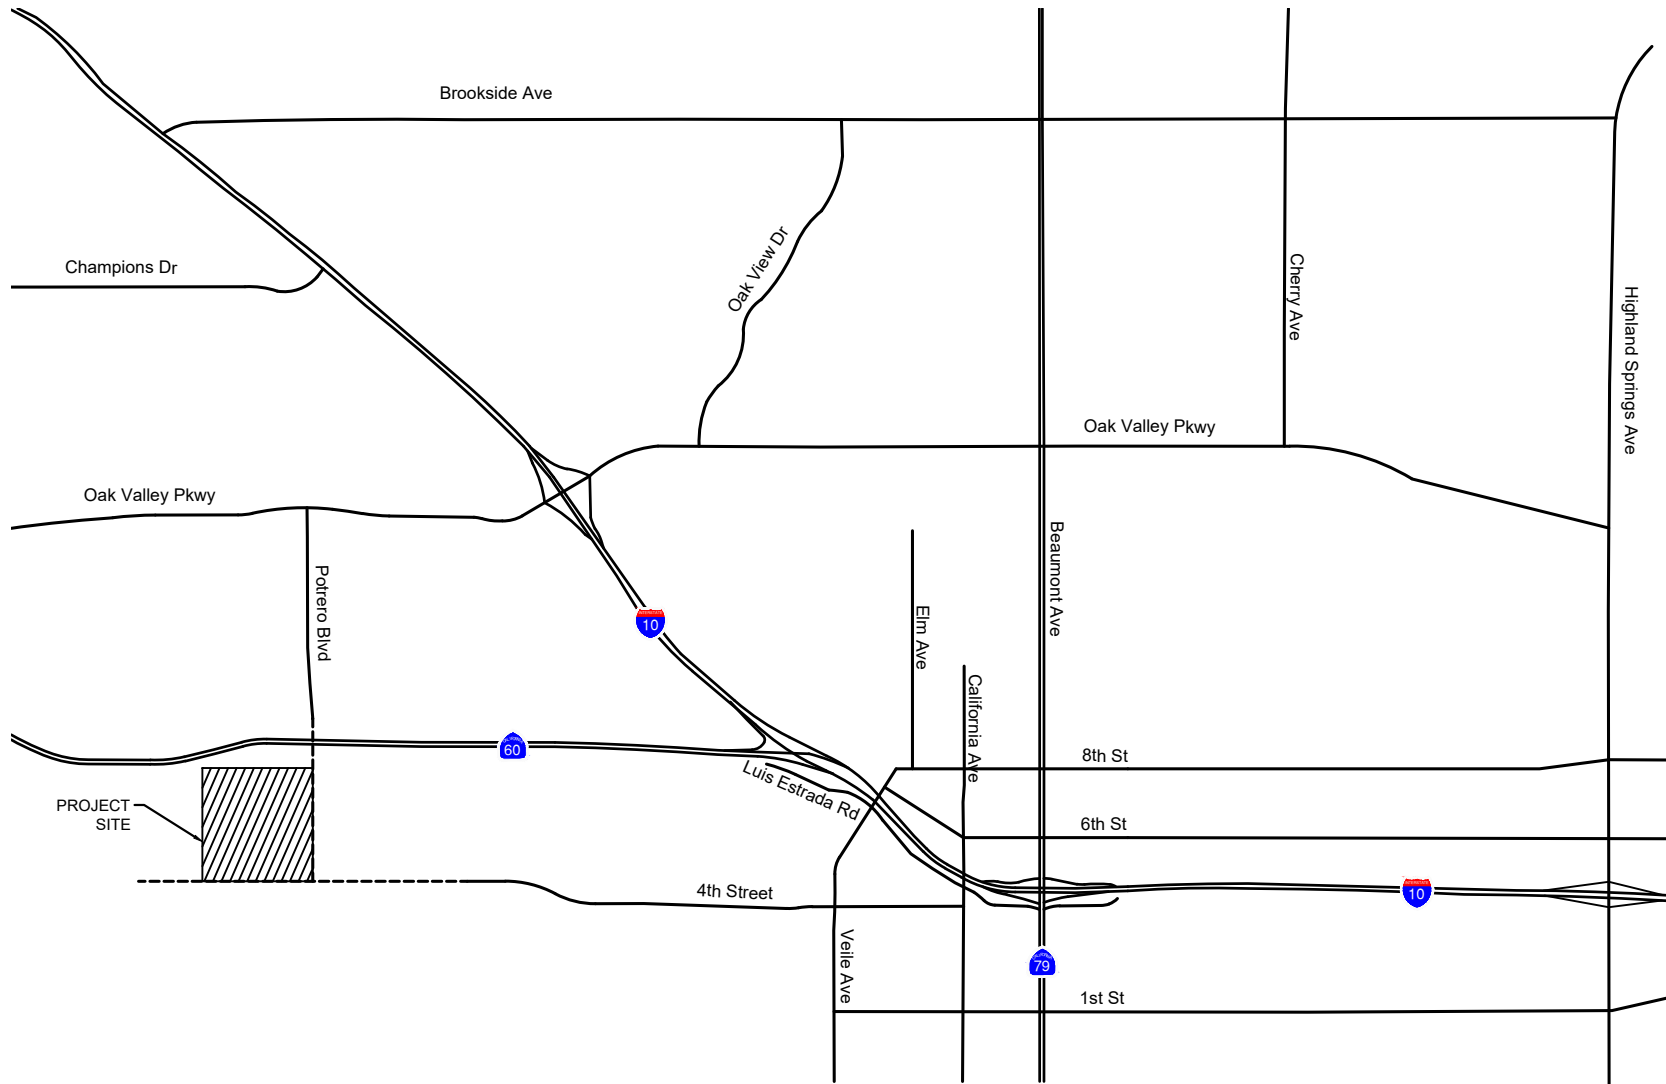 Brookside Ave
Oak View Dr
Champions Dr
Cherry Ave
Highland Springs Ave
Oak Valley Pkwy
Oak Valley Pkwy
Beaumont Ave
Potrero Blvd
Elm Ave
10
California Ave
60
8th St
Luis Estrada Rd
PROJECT
SITE
6th St
4th Street
10
Veile Ave
79
1st St